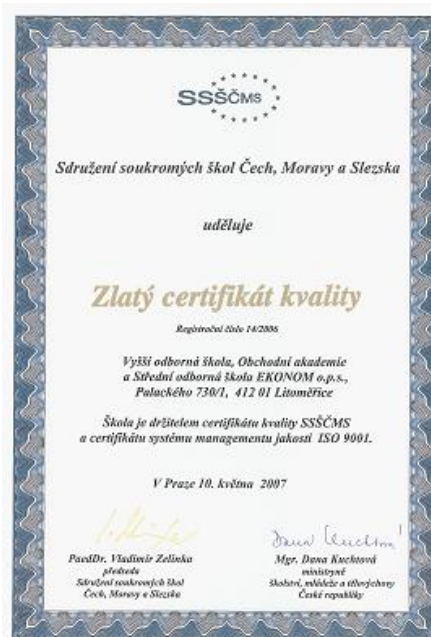 SSŠČMS
Sdružení soukromých škol Čech, Moravy a Slezska
uděluje
Zlatý certifikát kvality
Registrační číslo 14/2006
Vyšší odborná škola, Obchodní akademie
a Střední odborná škola EKONOM o.p.s.,
Palackého 730/1, 412 01 Litoměřice
Škola je držitelem certifikátu kvality SSŠČMS
a certifikátu systému managementu jakosti ISO 9001.
V Praze 10. května 2007
Dana Kuchtová
PaedDr. Vladimír Zelinka
předseda
Sdružení soukromých škol
Čech, Moravy a Slezska
Mgr. Dana Kuchtová
ministryně
školství, mládeže a tělovýchovy
České republiky